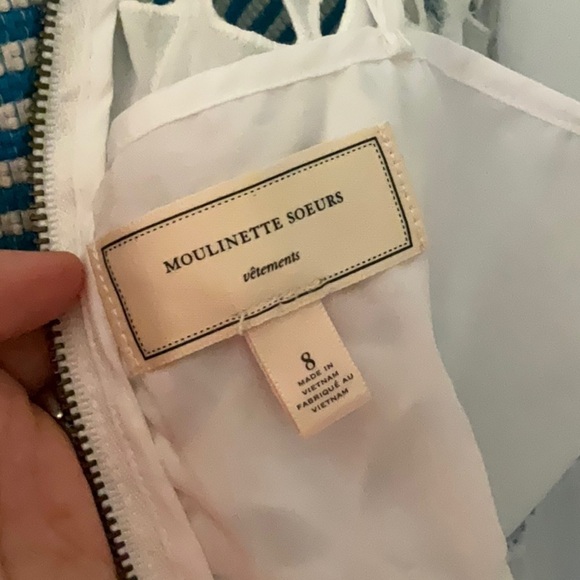 MOULINETTE SOEURS
vêtements
8
MADE IN
VIETNAM
FABRIQUÉ AU
VIETNAM